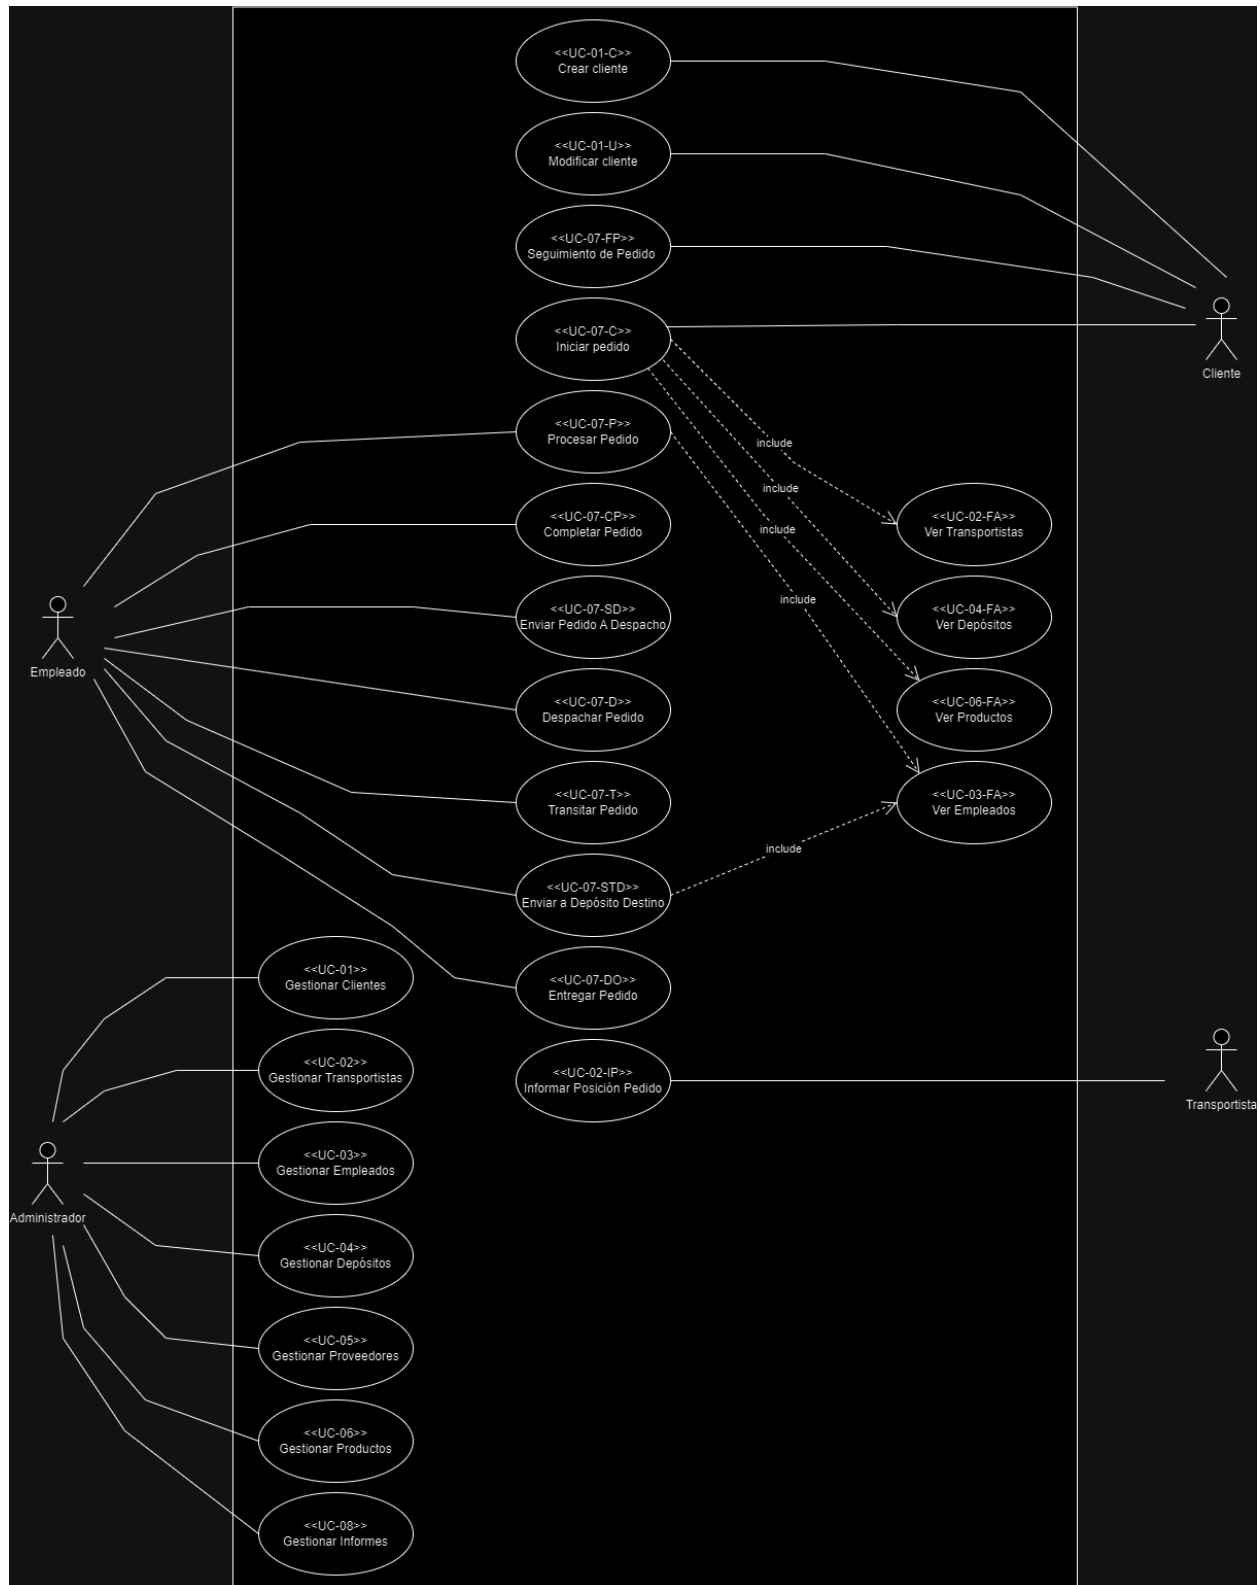 <<UC-01-C>>
Crear cliente
<<UC-01-U>>
Modificar cliente
<<UC-07-FP>>
Seguimiento de Pedido
<<UC-07-C>>
Iniciar pedido
Cliente
<<UC-07-P>>
Procesar Pedido
include
include
<<UC-07-CP>>
Completar Pedido
include
<<UC-02-FA>>
Ver Transportistas
include
<<UC-07-SD>>
Enviar Pedido A Despacho
<<UC-04-FA>>
Ver Depósitos
Empleado
<<UC-07-D>>
Despachar Pedido
<<UC-06-FA>>
Ver Productos
<<UC-07-T>>
Transitar Pedido
<<UC-03-FA>>
Ver Empleados
include
<<UC-07-STD>>
Enviar a Depósito Destino
<<UC-01>>
Gestionar Clientes
<<UC-07-DO>>
Entregar Pedido
<<UC-02>>
Gestionar Transportistas
<<UC-02-IP>>
Informar Posición Pedido
Transportista
<<UC-03>>
Gestionar Empleados
Administrador
<<UC-04>>
Gestionar Depósitos
<<UC-05>>
Gestionar Proveedores
<<UC-06>>
Gestionar Productos
<<UC-08>>
Gestionar Informes